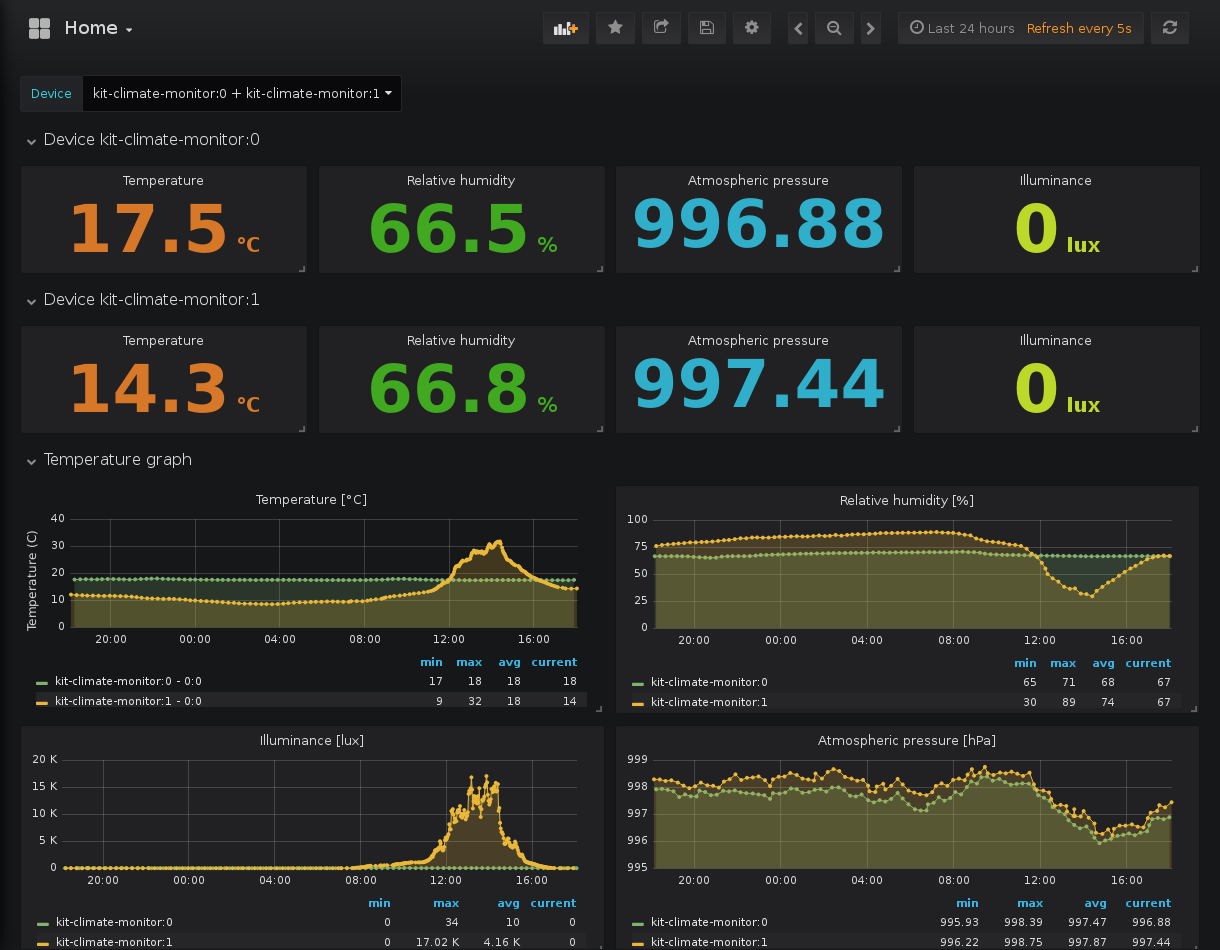 Home
Last 24 hours Refresh every 5s
Device kit-climate-monitor:0 + kit-climate-monitor:1
Device kit-climate-monitor:0
Temperature Relative humidity Atmospheric pressure Illuminance
17.5 °C 66.5 % 996.88 0 lux
Device kit-climate-monitor:1
Temperature Relative humidity Atmospheric pressure Illuminance
14.3 °C 66.8 % 997.44 0 lux
Temperature graph
Temperature [°C]
Temperature (C)
40
30
20
10
0
20:00 00:00 04:00 08:00 12:00 16:00
min max avg current
kit-climate-monitor:0 - 0:0 17 18 18 18
kit-climate-monitor:1 - 0:0 9 32 18 14
Relative humidity [%]
100
75
50
25
0
20:00 00:00 04:00 08:00 12:00 16:00
min max avg current
kit-climate-monitor:0 65 71 68 67
kit-climate-monitor:1 30 89 74 67
Illuminance [lux]
20 K
15 K
10 K
5 K
0
20:00 00:00 04:00 08:00 12:00 16:00
min max avg current
kit-climate-monitor:0 0 34 10 0
kit-climate-monitor:1 0 17.02 K 4.16 K 0
Atmospheric pressure [hPa]
999
998
997
996
995
20:00 00:00 04:00 08:00 12:00 16:00
min max avg current
kit-climate-monitor:0 995.93 998.39 997.47 996.88
kit-climate-monitor:1 996.22 998.75 997.87 997.44